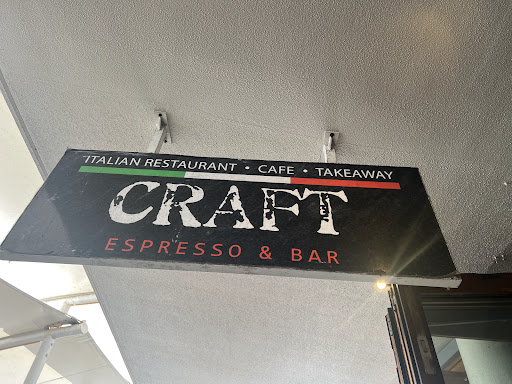 ITALIAN RESTAURANT • CAFE • TAKEAWAY
CRAFT
ESPRESSO & BAR